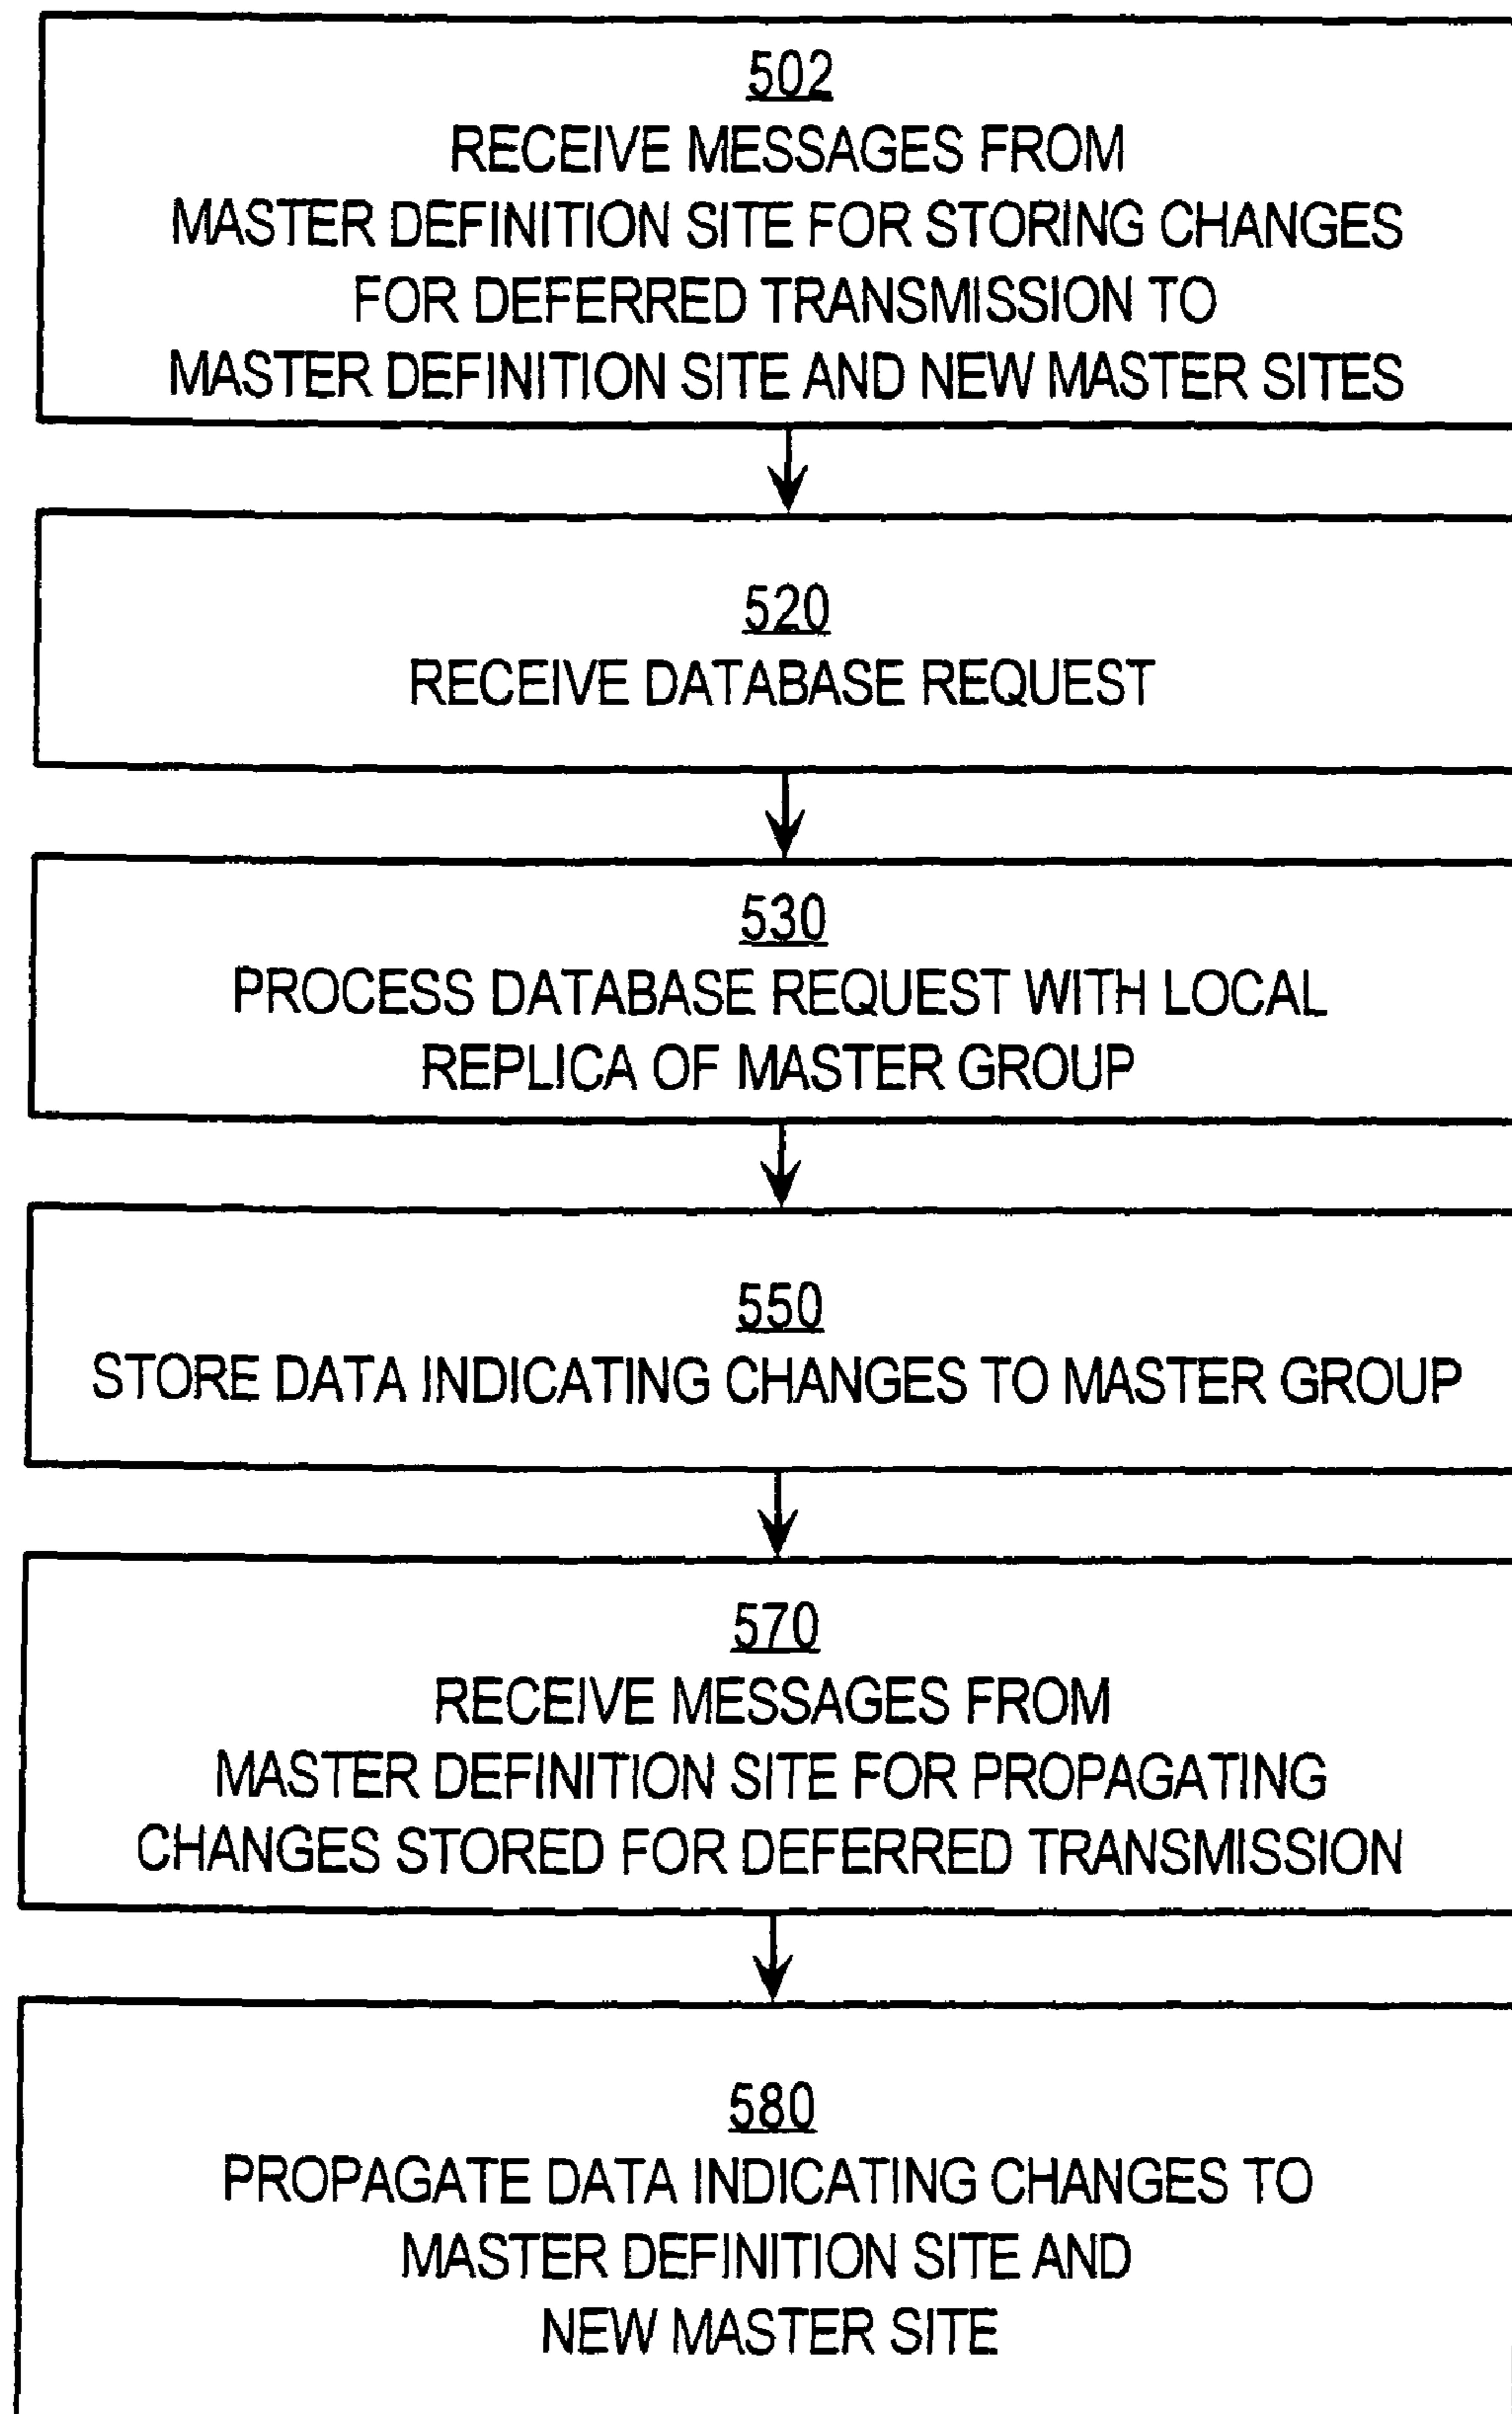 502
RECEIVE MESSAGES FROM
MASTER DEFINITION SITE FOR STORING CHANGES
FOR DEFERRED TRANSMISSION TO
MASTER DEFINITION SITE AND NEW MASTER SITES
520
RECEIVE DATABASE REQUEST
530
PROCESS DATABASE REQUEST WITH LOCAL
REPLICA OF MASTER GROUP
550
STORE DATA INDICATING CHANGES TO MASTER GROUP
570
RECEIVE MESSAGES FROM
MASTER DEFINITION SITE FOR PROPAGATING
CHANGES STORED FOR DEFERRED TRANSMISSION
580
PROPAGATE DATA INDICATING CHANGES TO
MASTER DEFINITION SITE AND
NEW MASTER SITE